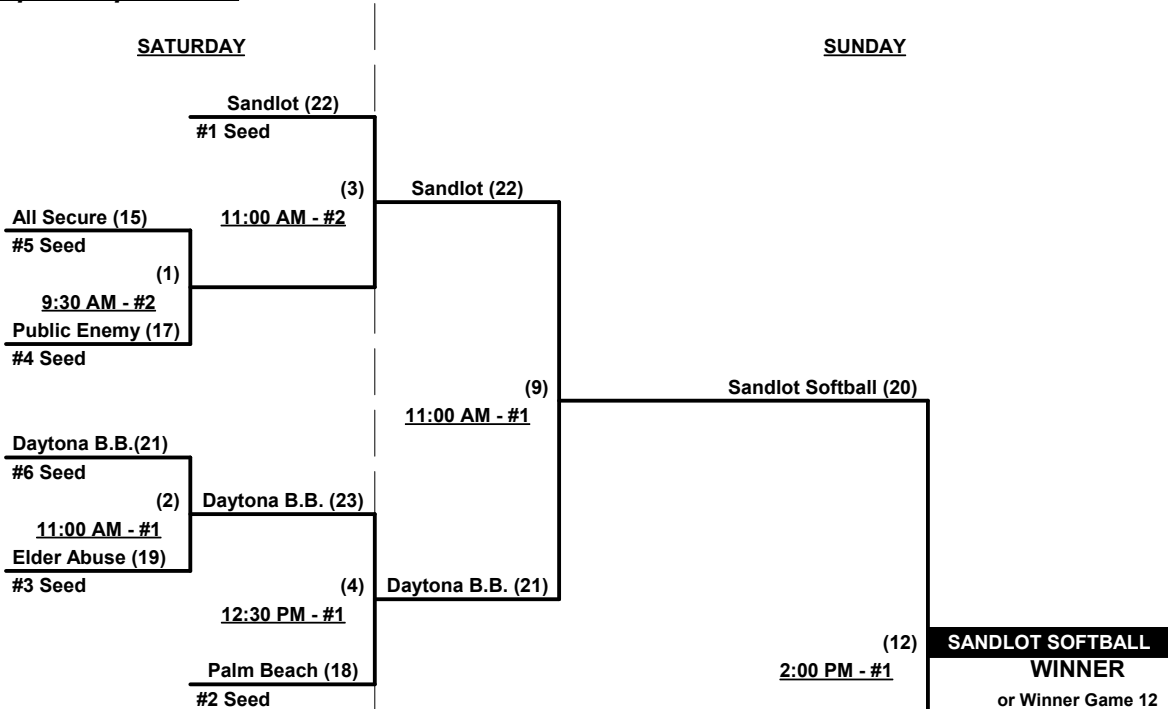 SATURDAY
SUNDAY
Sandlot (22)
#1 Seed
(3)
Sandlot (22)
All Secure (15)
11:00 AM - #2
#5 Seed
(1)
9:30 AM - #2
Public Enemy (17)
#4 Seed
(9)
Sandlot Softball (20)
11:00 AM - #1
Daytona B.B.(21)
#6 Seed
(2)
Daytona B.B. (23)
11:00 AM - #1
Elder Abuse (19)
#3 Seed
(4)
Daytona B.B. (21)
12:30 PM - #1
(12)
SANDLOT SOFTBALL
Palm Beach (18)
2:00 PM - #1
WINNER
#2 Seed
or Winner Game 12